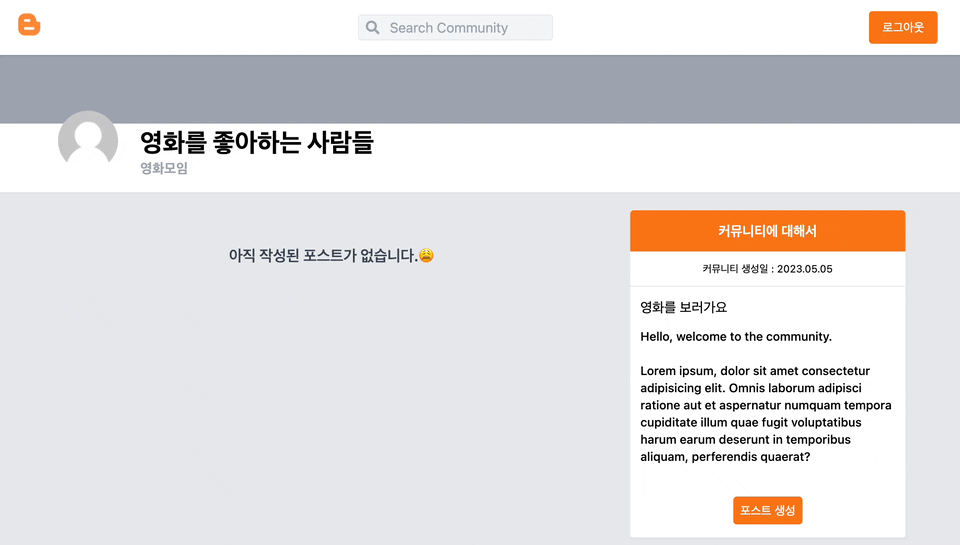 Search Community
로그아웃
영화를 좋아하는 사람들
영화모임
아직 작성된 포스트가 없습니다.😩
커뮤니티에 대해서
커뮤니티 생성일 : 2023.05.05
영화를 보러가요
Hello, welcome to the community.
Lorem ipsum, dolor sit amet consectetur
adipisicing elit. Omnis laborum adipisci
ratione aut et aspernatur numquam tempora
cupiditate illum quae fugit voluptatibus
harum earum deserunt in temporibus
aliquam, perferendis quaerat?
포스트 생성